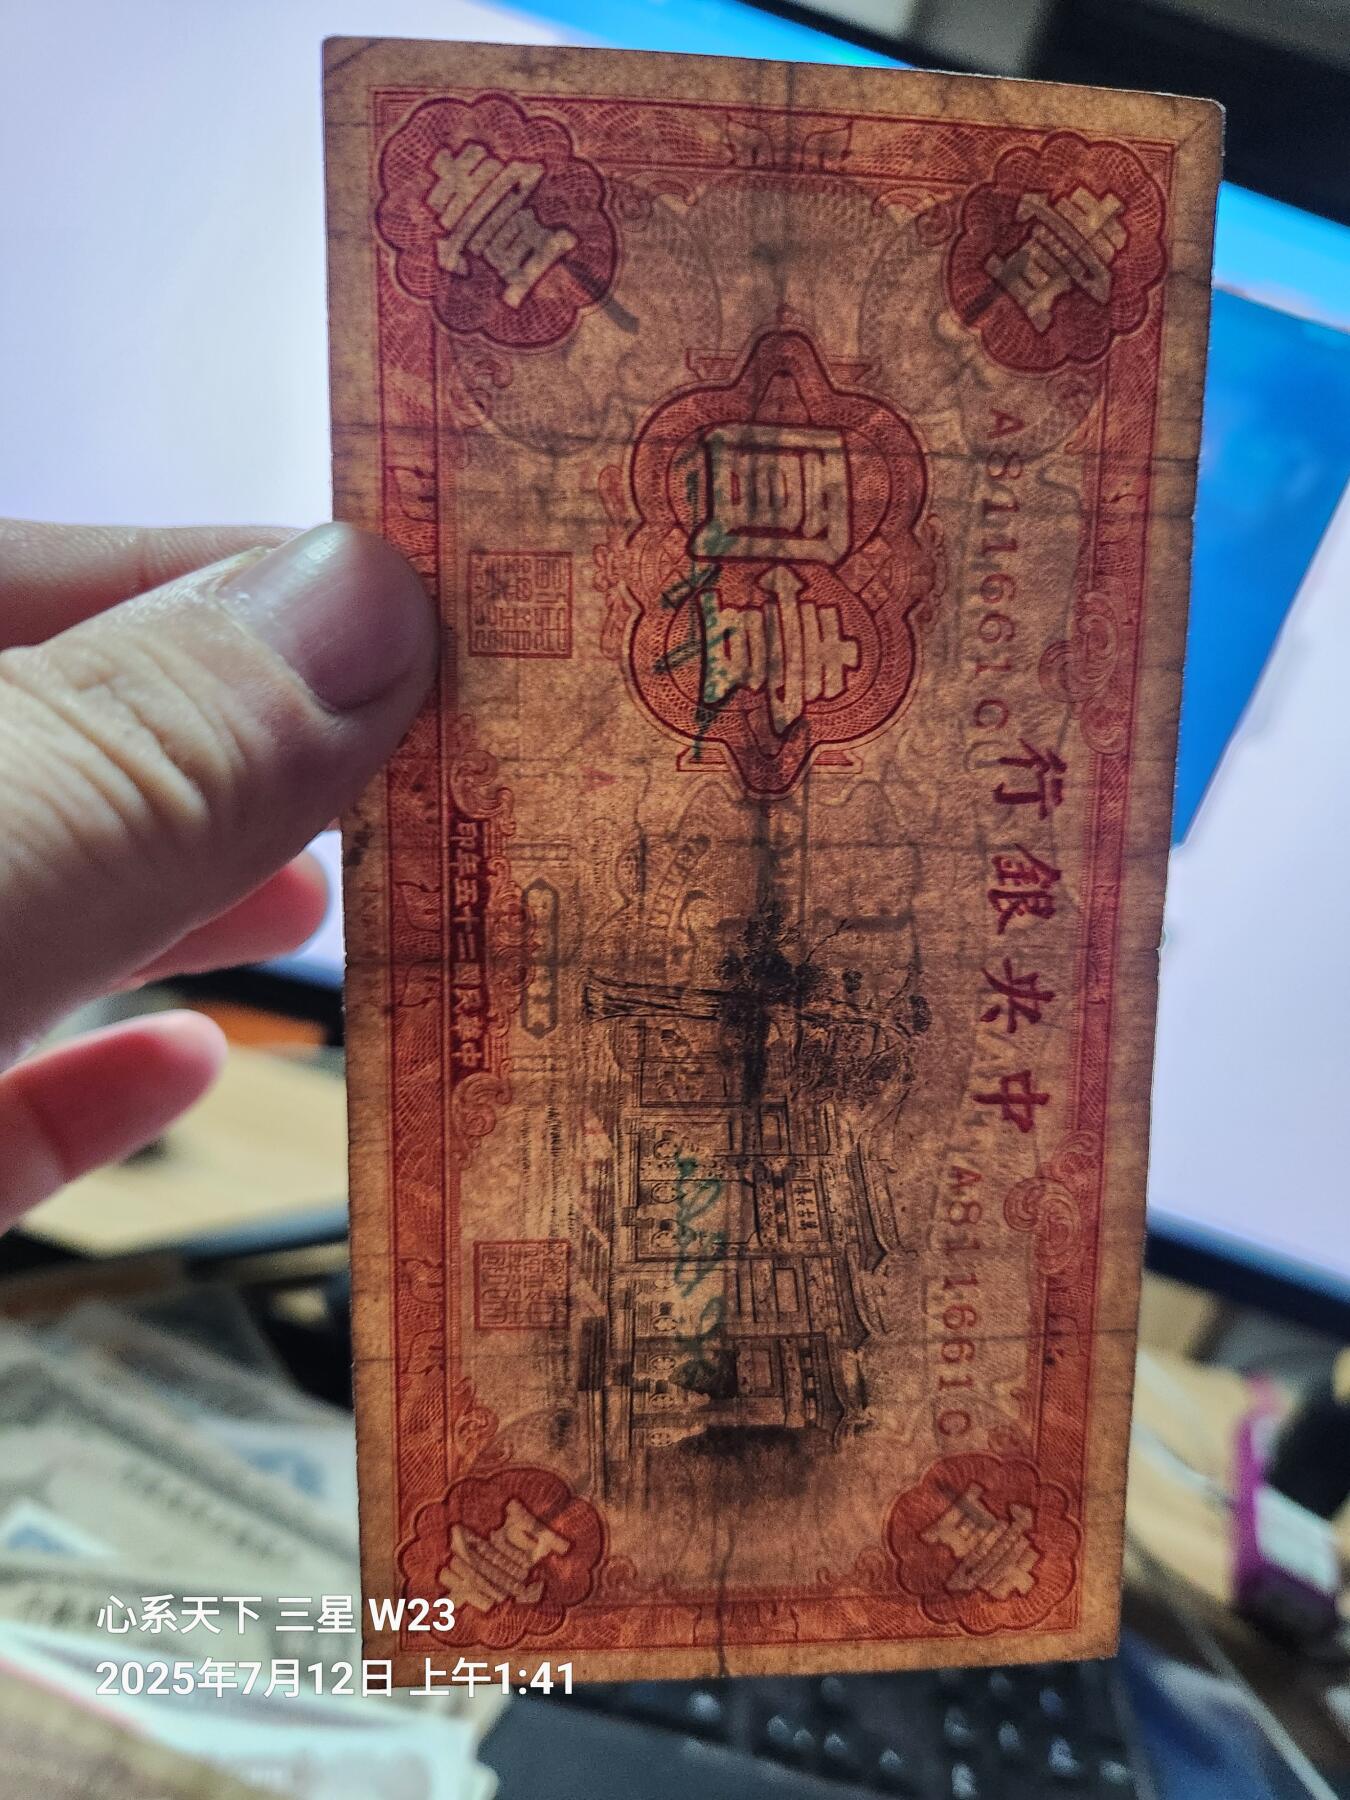 壹
壹
圓
壹
A811661C
行銀央中
印年五十三國民華中
A
A811661C
壹
壹
心系天下 三星 W23
2025年7月12日 上午1:41